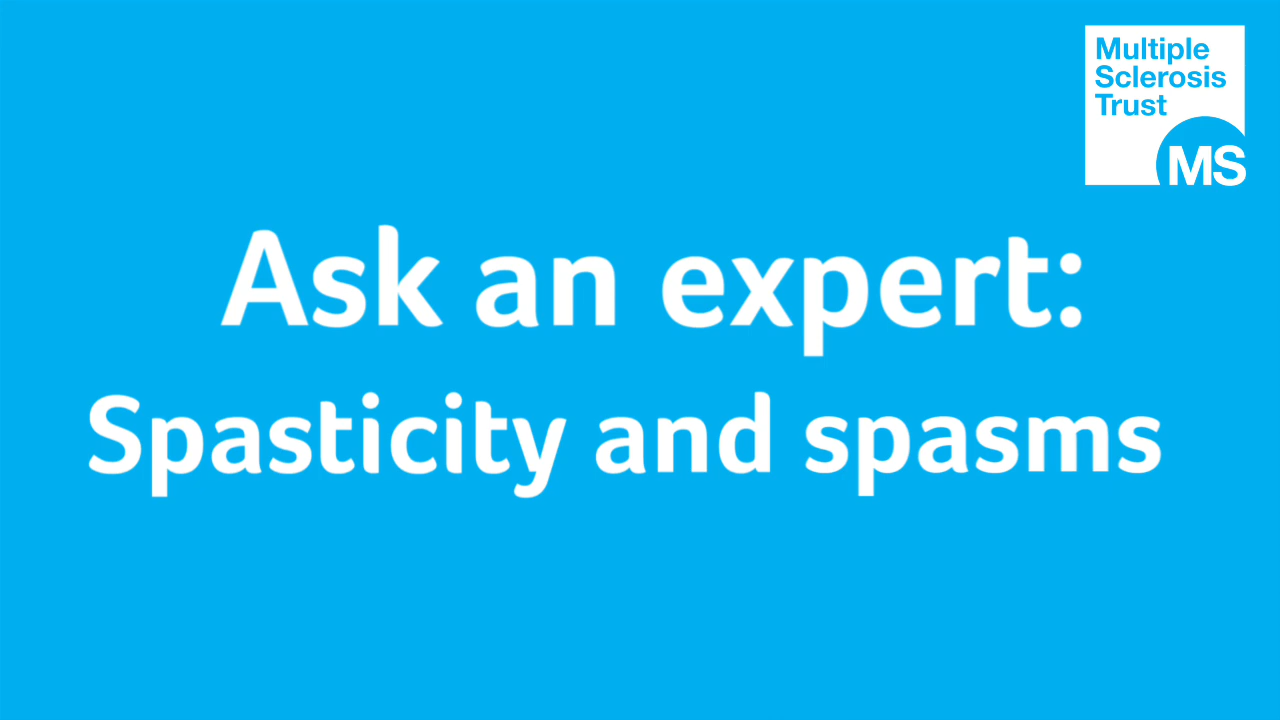 Multiple
Sclerosis
Trust
MS
Ask an expert:
Spasticity and spasms